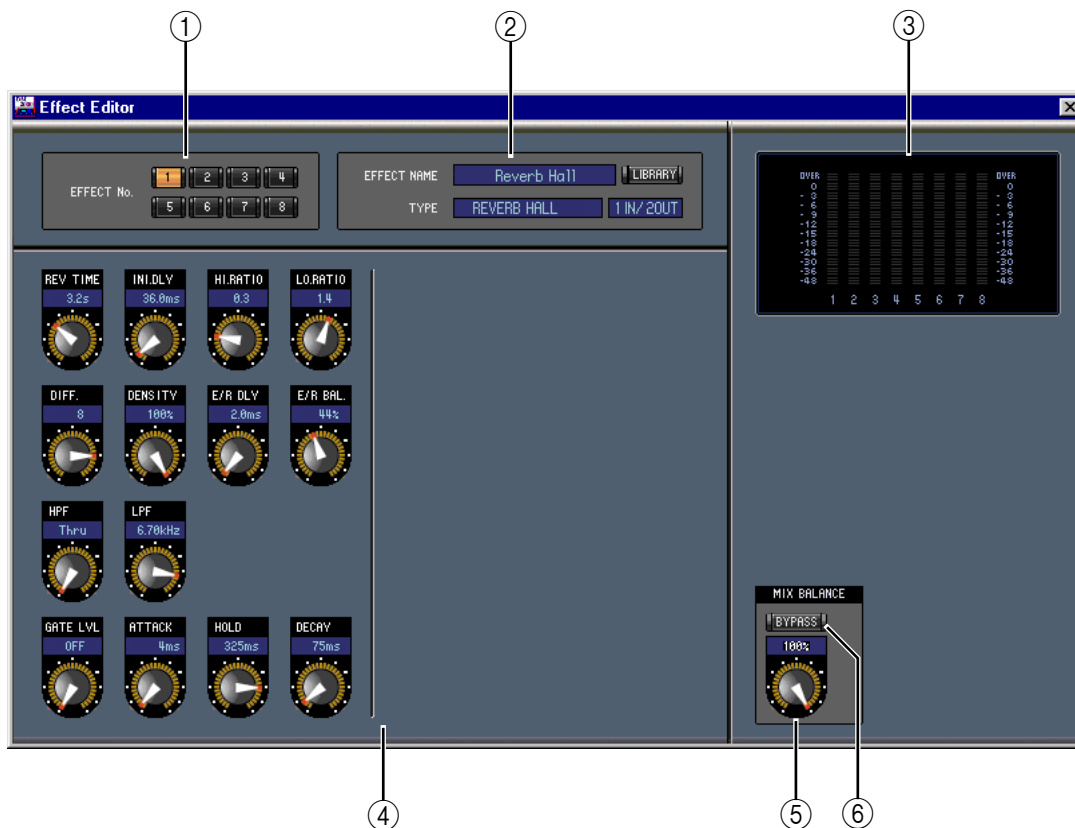 ① ② ③
Effect Editor
EFFECT No. 1 2 3 4
5 6 7 8
EFFECT NAME Reverb Hall LIBRARY
TYPE REVERB HALL 1 IN/ 2OUT
OVER OVER
0 0
- 3 - 3
- 6 - 6
- 9 - 9
-12 -12
-15 -15
-18 -18
-24 -24
-30 -30
-36 -36
-48 -48
1 2 3 4 5 6 7 8
REV TIME INI.DLY HI.RATIO LO.RATIO
3.2s 36.0ms 0.3 1.4
DIFF. DENSITY E/R DLY E/R BAL.
8 100% 2.0ms 44%
HPF LPF
Thru 6.70kHz
GATE LVL ATTACK HOLD DECAY
OFF 4ms 325ms 75ms
MIX BALANCE
BYPASS
100%
④ ⑤ ⑥